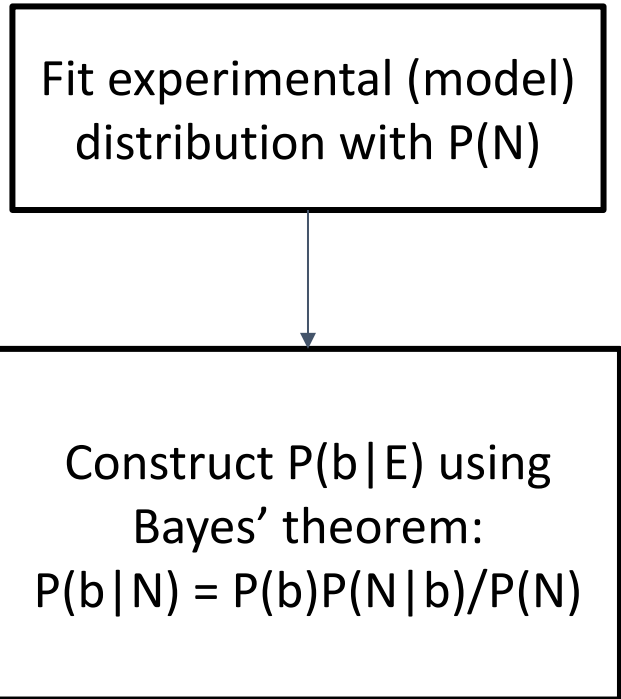 Fit experimental (model)
distribution with P(N)
Construct P(b|E) using
Bayes’ theorem:
P(b|N) = P(b)P(N|b)/P(N)